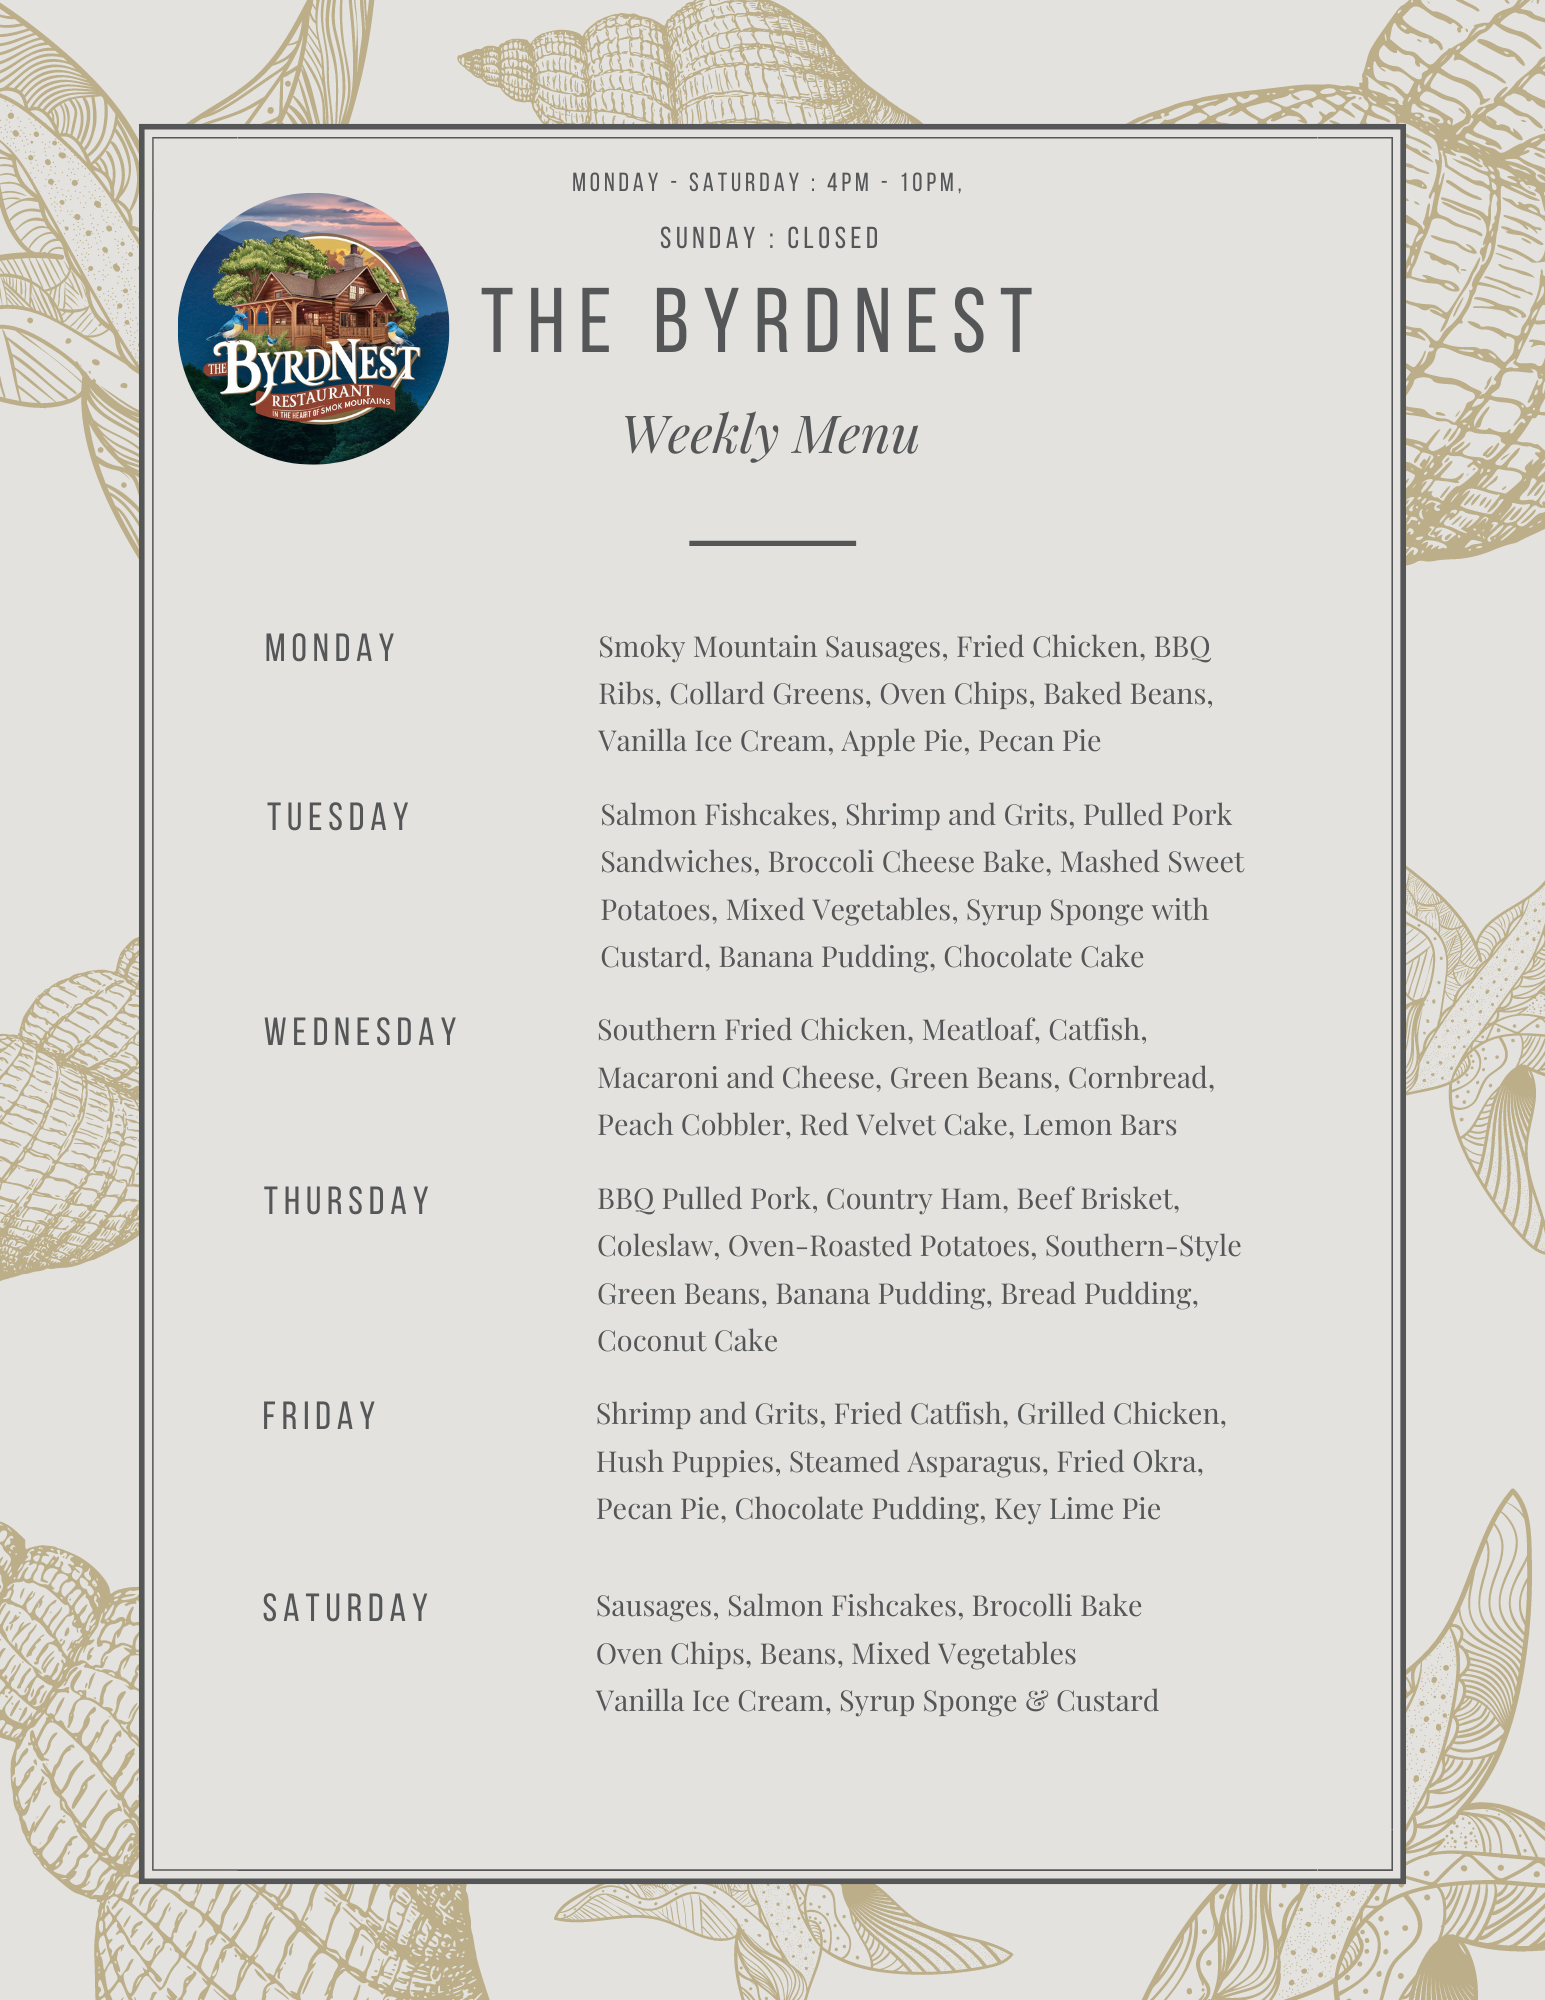 MONDAY - SATURDAY : 4PM - 10PM,
SUNDAY : CLOSED
THE BYRDNEST
THE BYRDNEST
RESTAURANT
IN THE HEART OF SMOK MOUNTAINS
Weekly Menu
MONDAY
Smoky Mountain Sausages, Fried Chicken, BBQ
Ribs, Collard Greens, Oven Chips, Baked Beans,
Vanilla Ice Cream, Apple Pie, Pecan Pie
TUESDAY
Salmon Fishcakes, Shrimp and Grits, Pulled Pork
Sandwiches, Broccoli Cheese Bake, Mashed Sweet
Potatoes, Mixed Vegetables, Syrup Sponge with
Custard, Banana Pudding, Chocolate Cake
WEDNESDAY
Southern Fried Chicken, Meatloaf, Catfish,
Macaroni and Cheese, Green Beans, Cornbread,
Peach Cobbler, Red Velvet Cake, Lemon Bars
THURSDAY
BBQ Pulled Pork, Country Ham, Beef Brisket,
Coleslaw, Oven-Roasted Potatoes, Southern-Style
Green Beans, Banana Pudding, Bread Pudding,
Coconut Cake
FRIDAY
Shrimp and Grits, Fried Catfish, Grilled Chicken,
Hush Puppies, Steamed Asparagus, Fried Okra,
Pecan Pie, Chocolate Pudding, Key Lime Pie
SATURDAY
Sausages, Salmon Fishcakes, Brocolli Bake
Oven Chips, Beans, Mixed Vegetables
Vanilla Ice Cream, Syrup Sponge & Custard